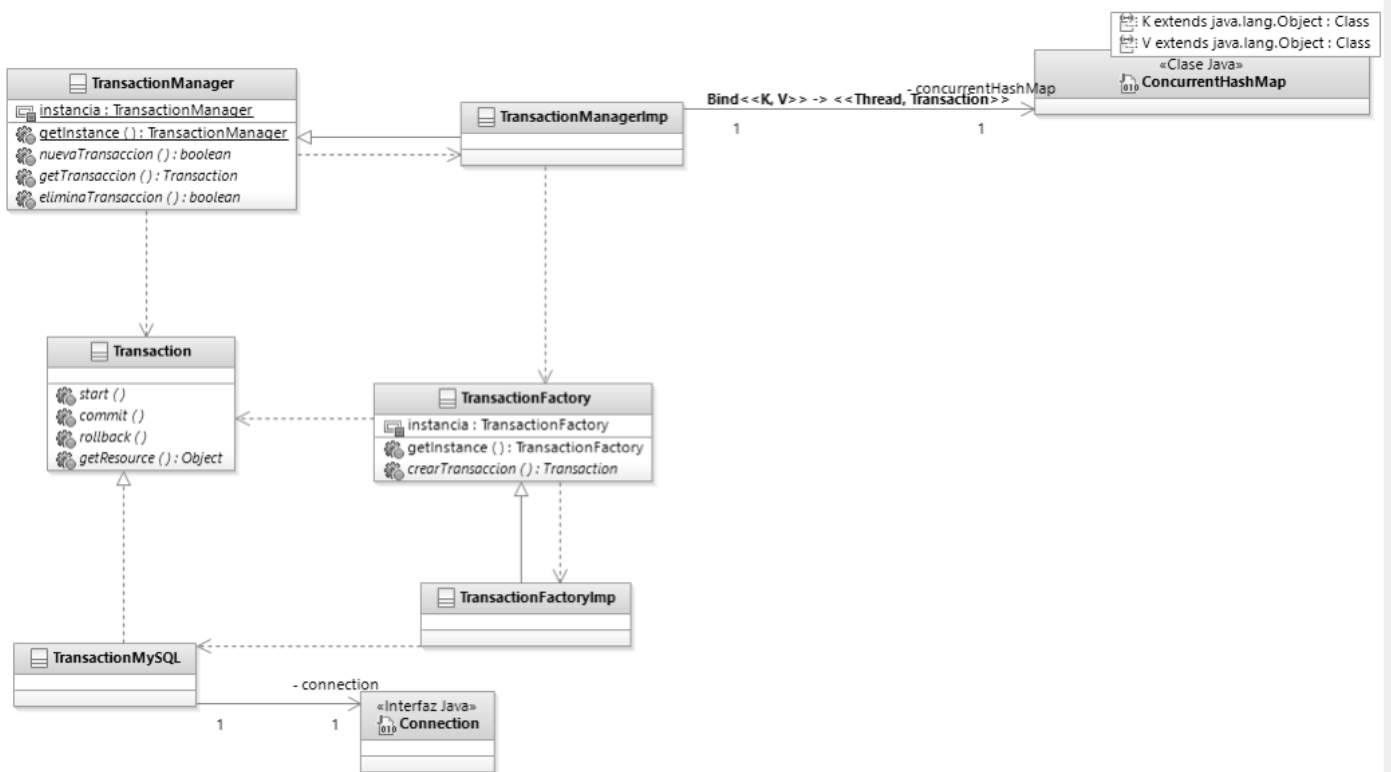 K extends java.lang.Object : Class
V extends java.lang.Object : Class
«Clase Java»
ConcurrentHashMap
- concurrentHashMap
Bind<<K, V>> -> <<Thread, Transaction>>
1
1
TransactionManager
instancia : TransactionManager
getInstance ( ) : TransactionManager
nuevaTransaccion ( ) : boolean
getTransaccion ( ) : Transaction
eliminaTransaccion ( ) : boolean
TransactionManagerImp
Transaction
start ( )
commit ( )
rollback ( )
getResource ( ) : Object
TransactionFactory
instancia : TransactionFactory
getInstance ( ) : TransactionFactory
crearTransaccion ( ) : Transaction
TransactionFactoryImp
TransactionMySQL
- connection
1
1
«Interfaz Java»
Connection